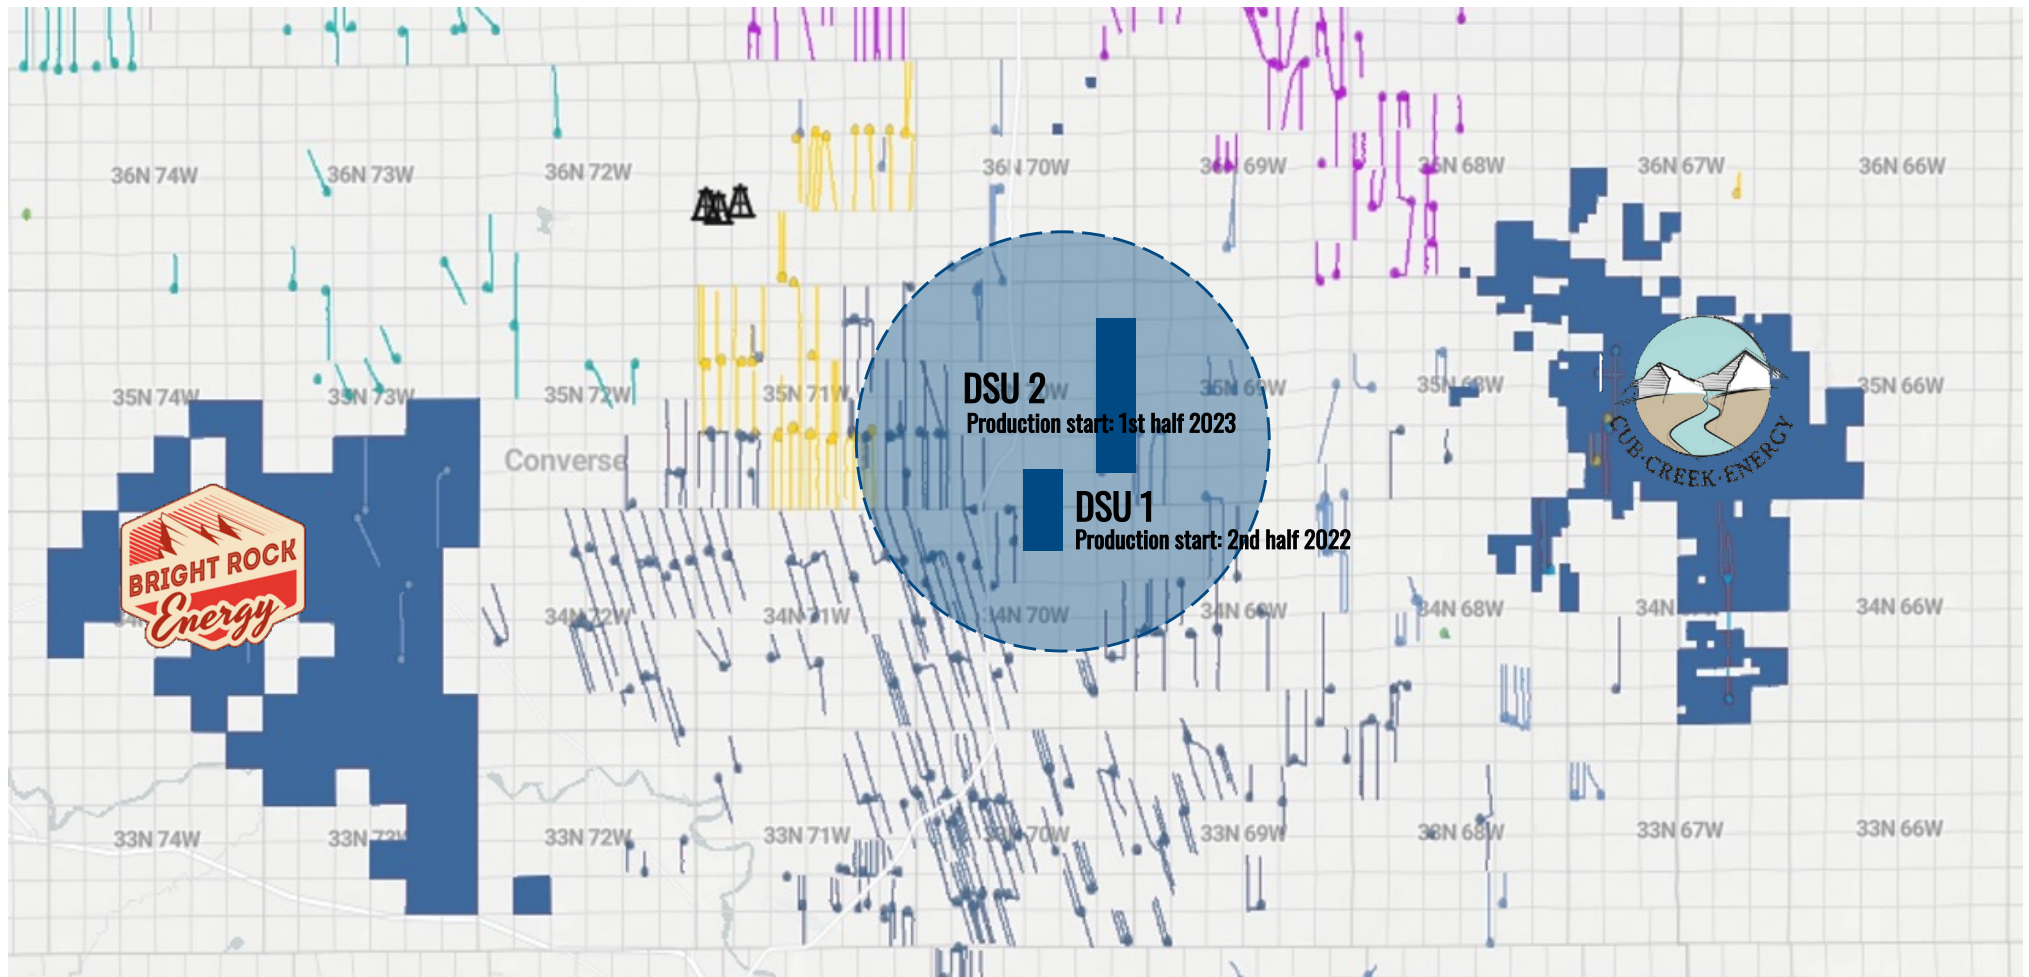 36N 74W
36N 73W
36N 72W
36N 70W
36N 69W
36N 68W
36N 67W
36N 66W
35N 74W
35N 73W
35N 72W
35N 71W
DSU 2
35N 69W
35N 68W
35N 66W
Production start: 1st half 2023
CUB·CREEK·ENERGY
Converse
DSU 1
Production start: 2nd half 2022
BRIGHT ROCK
Energy
34N 72W
34N 71W
34N 70W
34N 69W
34N 68W
34N
34N 66W
33N 74W
33N 73W
33N 72W
33N 71W
33N 70W
33N 69W
33N 68W
33N 67W
33N 66W